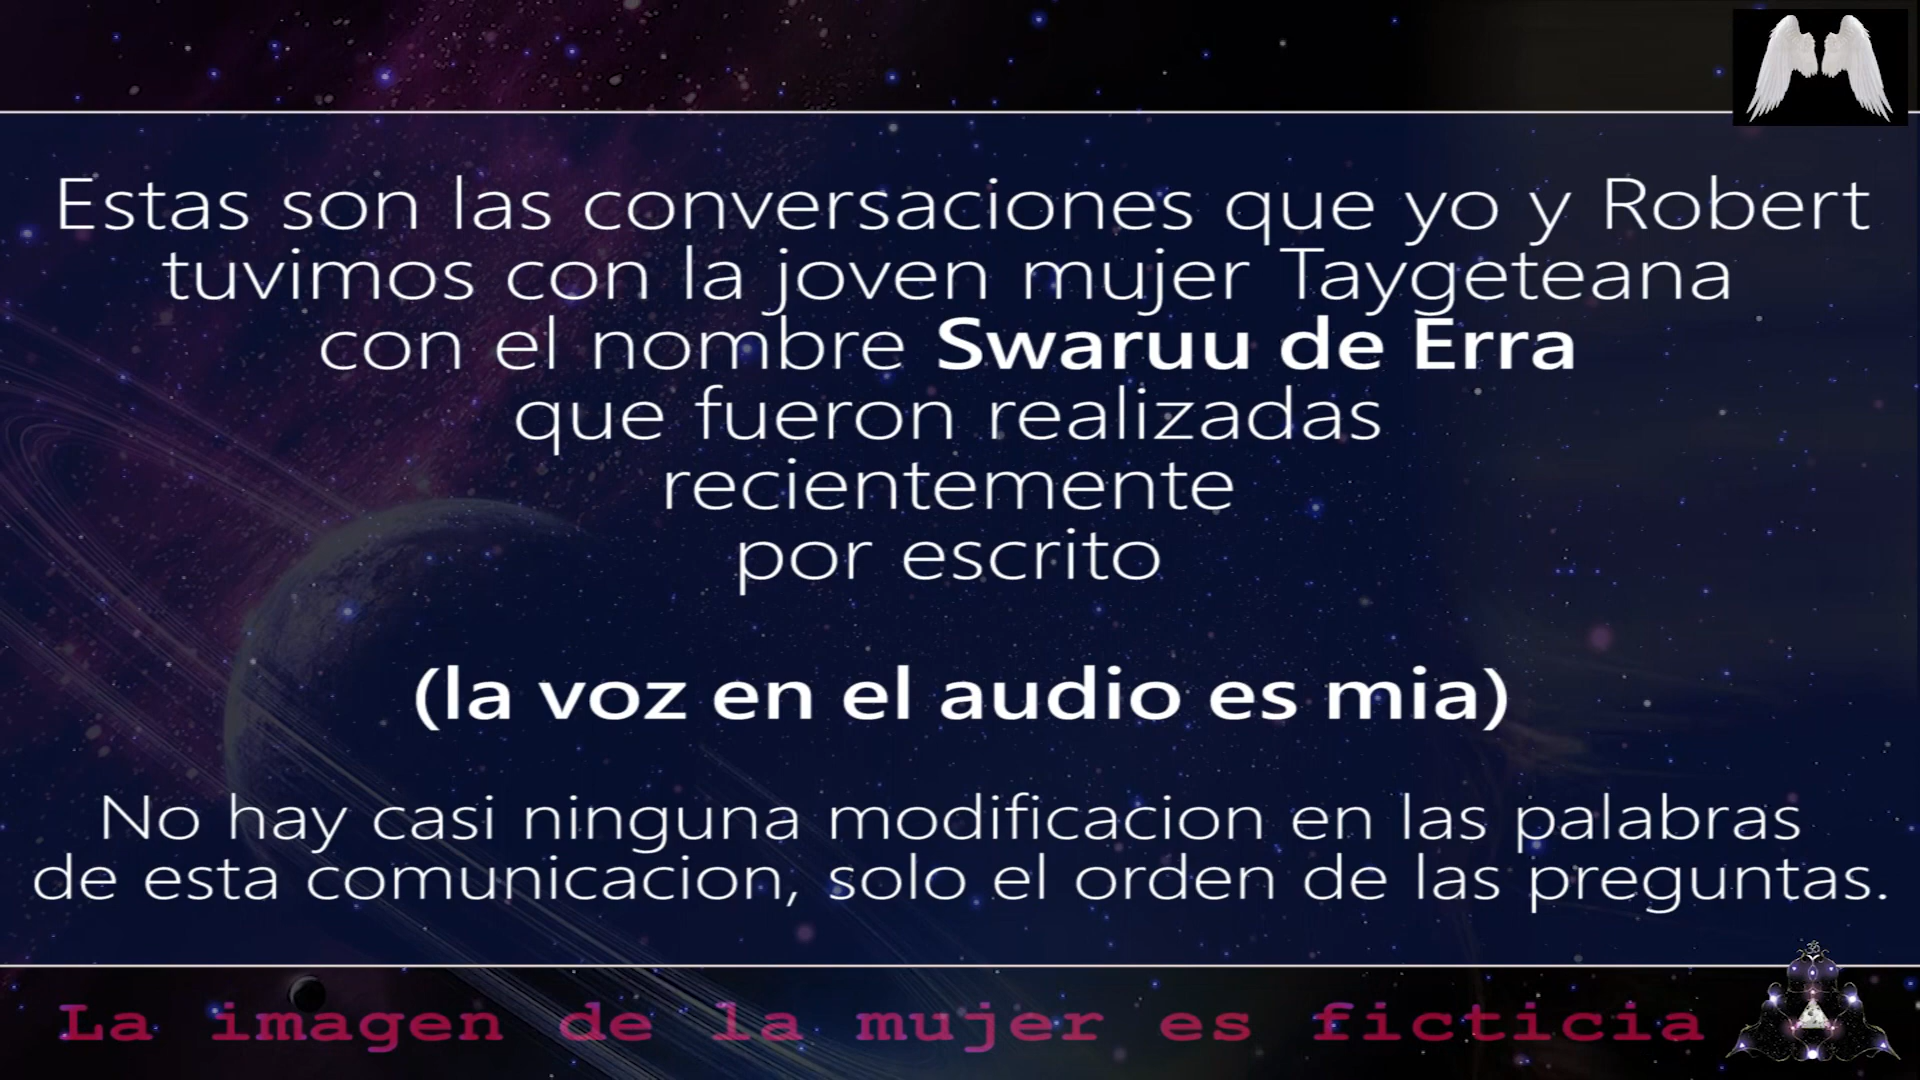 Estas son las conversaciones que yo y Robert
tuvimos con la joven mujer Taygeteana
con el nombre Swaruu de Erra
que fueron realizadas
recientemente
por escrito
(la voz en el audio es mia)
No hay casi ninguna modificacion en las palabras
de esta comunicacion, solo el orden de las preguntas.
La imagen de la mujer es ficticia